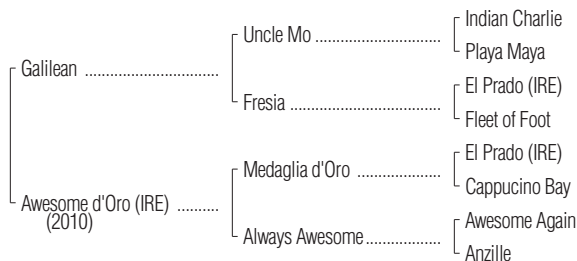 Indian Charlie
Uncle Mo ................................
Playa Maya
Galilean ..................................
El Prado (IRE)
Fresia ......................................
Fleet of Foot
El Prado (IRE)
Medaglia d'Oro .....................
Cappucino Bay
Awesome d'Oro (IRE) ..........
(2010)
Awesome Again
Always Awesome...................
Anzille